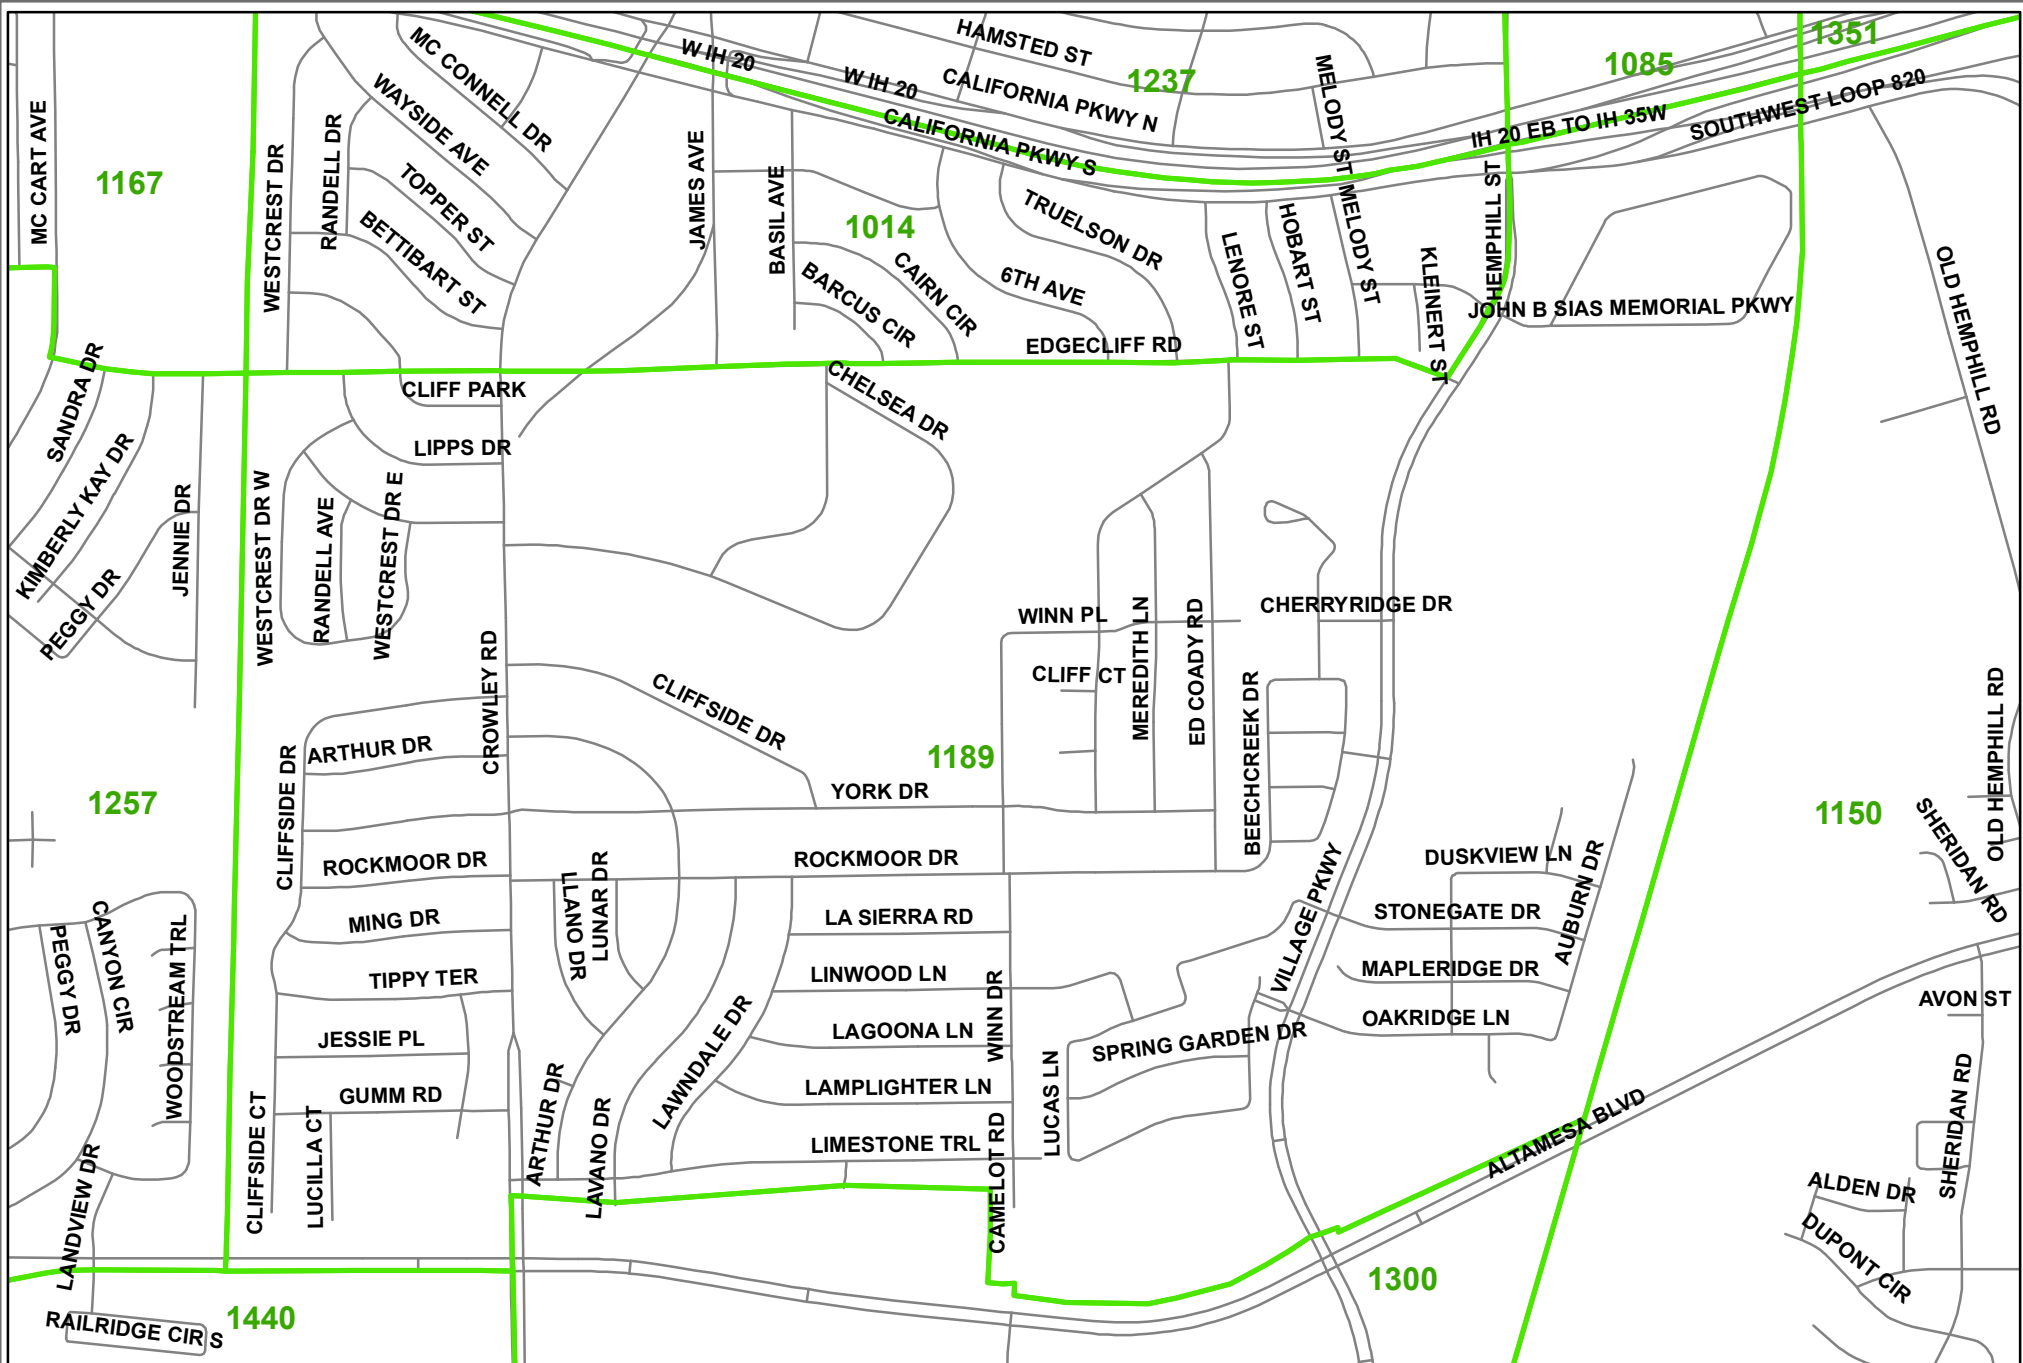 HAMSTED ST
1351
MC CONNELL DR
W IH 20
W IH 20
CALIFORNIA PKWY N
1237
1085
MELODY ST
SOUTHWEST LOOP 820
IH 20 EB TO IH 35W
CALIFORNIA PKWY S
WAYSIDE AVE
MC CART AVE
1167
WESTCREST DR
RANDELL DR
TOPPER ST
BETTIBART ST
JAMES AVE
BASIL AVE
1014
TRUELSON DR
CAIRN CIR
BARCUS CIR
6TH AVE
LENORE ST
HOBART ST
MELODY ST
KLEINERT ST
HEMPHILL ST
JOHN B SIAS MEMORIAL PKWY
OLD HEMPHILL RD
EDGECLIFF RD
SANDRA DR
CLIFF PARK
CHELSEA DR
KIMBERLY KAY DR
LIPPS DR
JENNIE DR
WESTCREST DR W
RANDELL AVE
WESTCREST DR E
PEGGY DR
WINN PL
CHERRYRIDGE DR
CROWLEY RD
CLIFF CT
MEREDITH LN
ED COADY RD
BEECHCREEK DR
CLIFFSIDE DR
ARTHUR DR
CLIFFSIDE DR
1189
YORK DR
OLD HEMPHILL RD
1257
1150
SHERIDAN RD
ROCKMOOR DR
LLANO DR
LUNAR DR
ROCKMOOR DR
VILLAGE PKWY
DUSKVIEW LN
AUBURN DR
CANYON CIR
PEGGY DR
WOODSTREAM TRL
MING DR
LA SIERRA RD
STONEGATE DR
TIPPY TER
LINWOOD LN
MAPLERIDGE DR
AVON ST
JESSIE PL
LAWNDALE DR
LAGOONA LN
WINN DR
SPRING GARDEN DR
OAKRIDGE LN
GUMM RD
LAMPLIGHTER LN
LUCAS LN
SHERIDAN RD
CLIFFSIDE CT
LUCILLA CT
ARTHUR DR
LAVANO DR
LIMESTONE TRL
CAMELOT RD
ALTAMESA BLVD
ALDEN DR
LANDVIEW DR
DUPONT CIR
1300
1440
RAILRIDGE CIR S